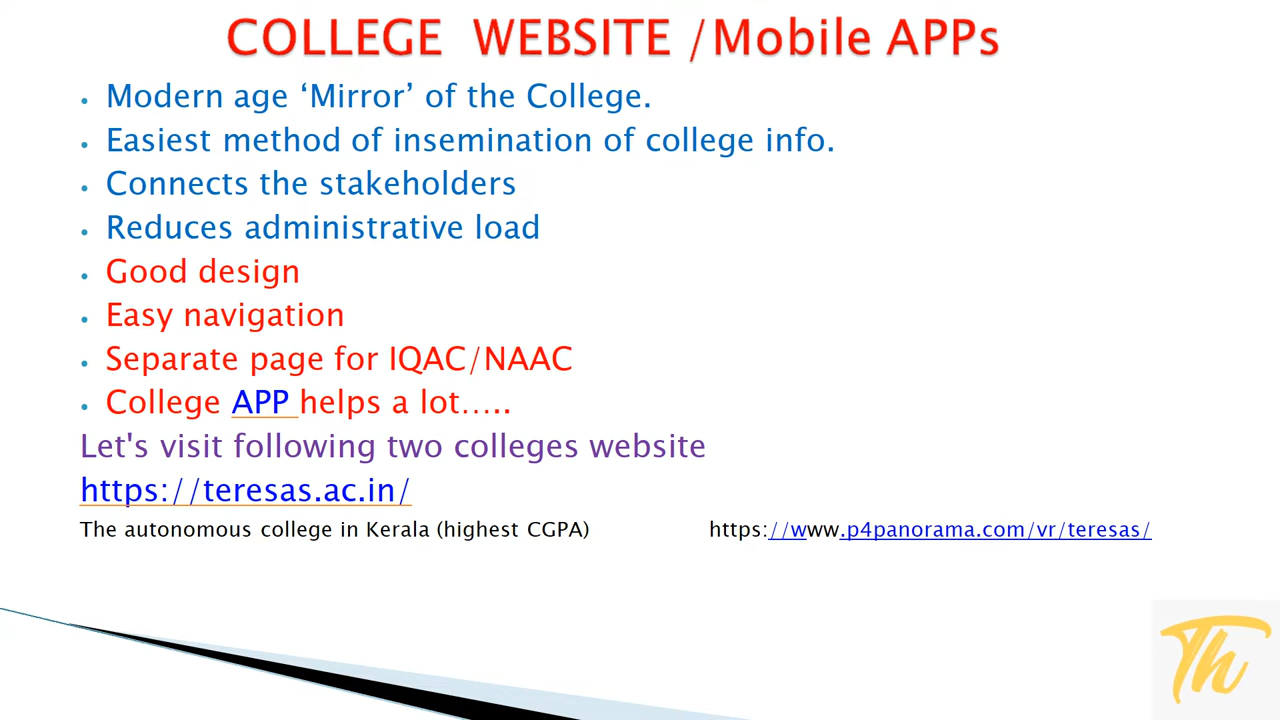 COLLEGE WEBSITE /Mobile APPs
• Modern age ‘Mirror’ of the College.
• Easiest method of insemination of college info.
• Connects the stakeholders
• Reduces administrative load
• Good design
• Easy navigation
• Separate page for IQAC/NAAC
• College APP helps a lot…..
Let's visit following two colleges website
https://teresas.ac.in/
The autonomous college in Kerala (highest CGPA) https://www.p4panorama.com/vr/teresas/
Th